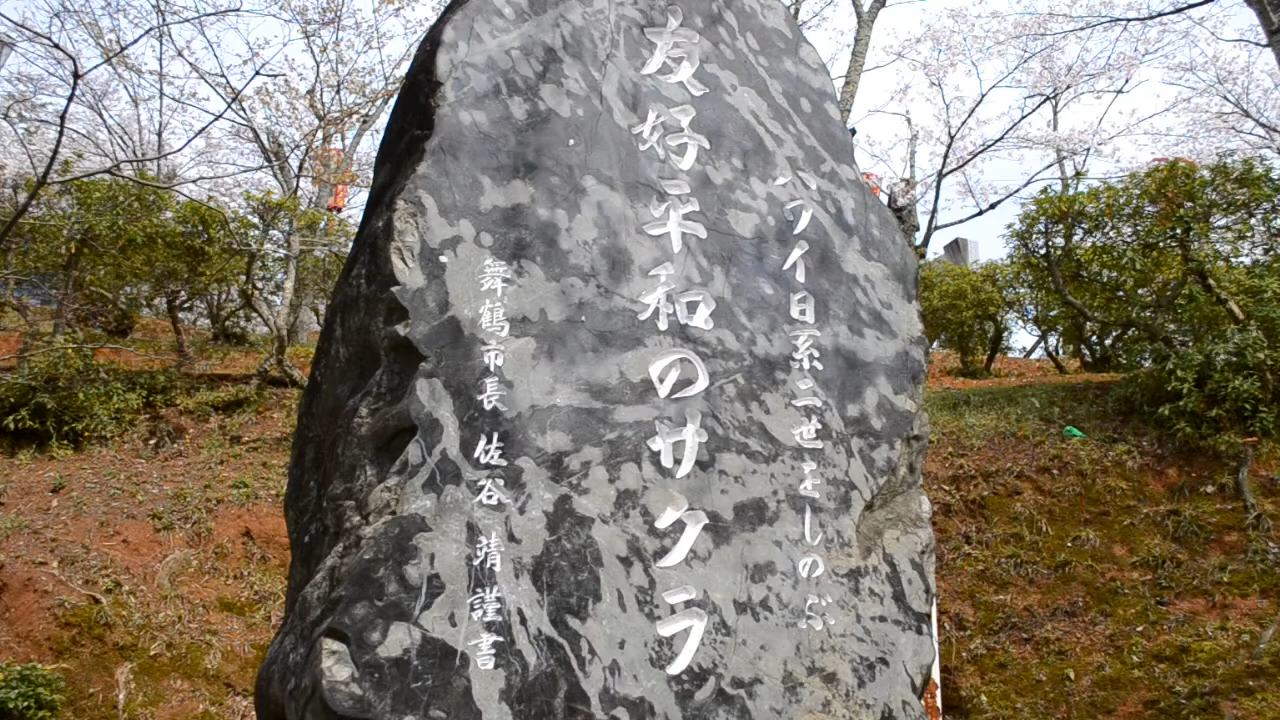 ハワイ日系二世をしのぶ
友好平和のサクラ
舞鶴市長 佐谷 靖 謹書